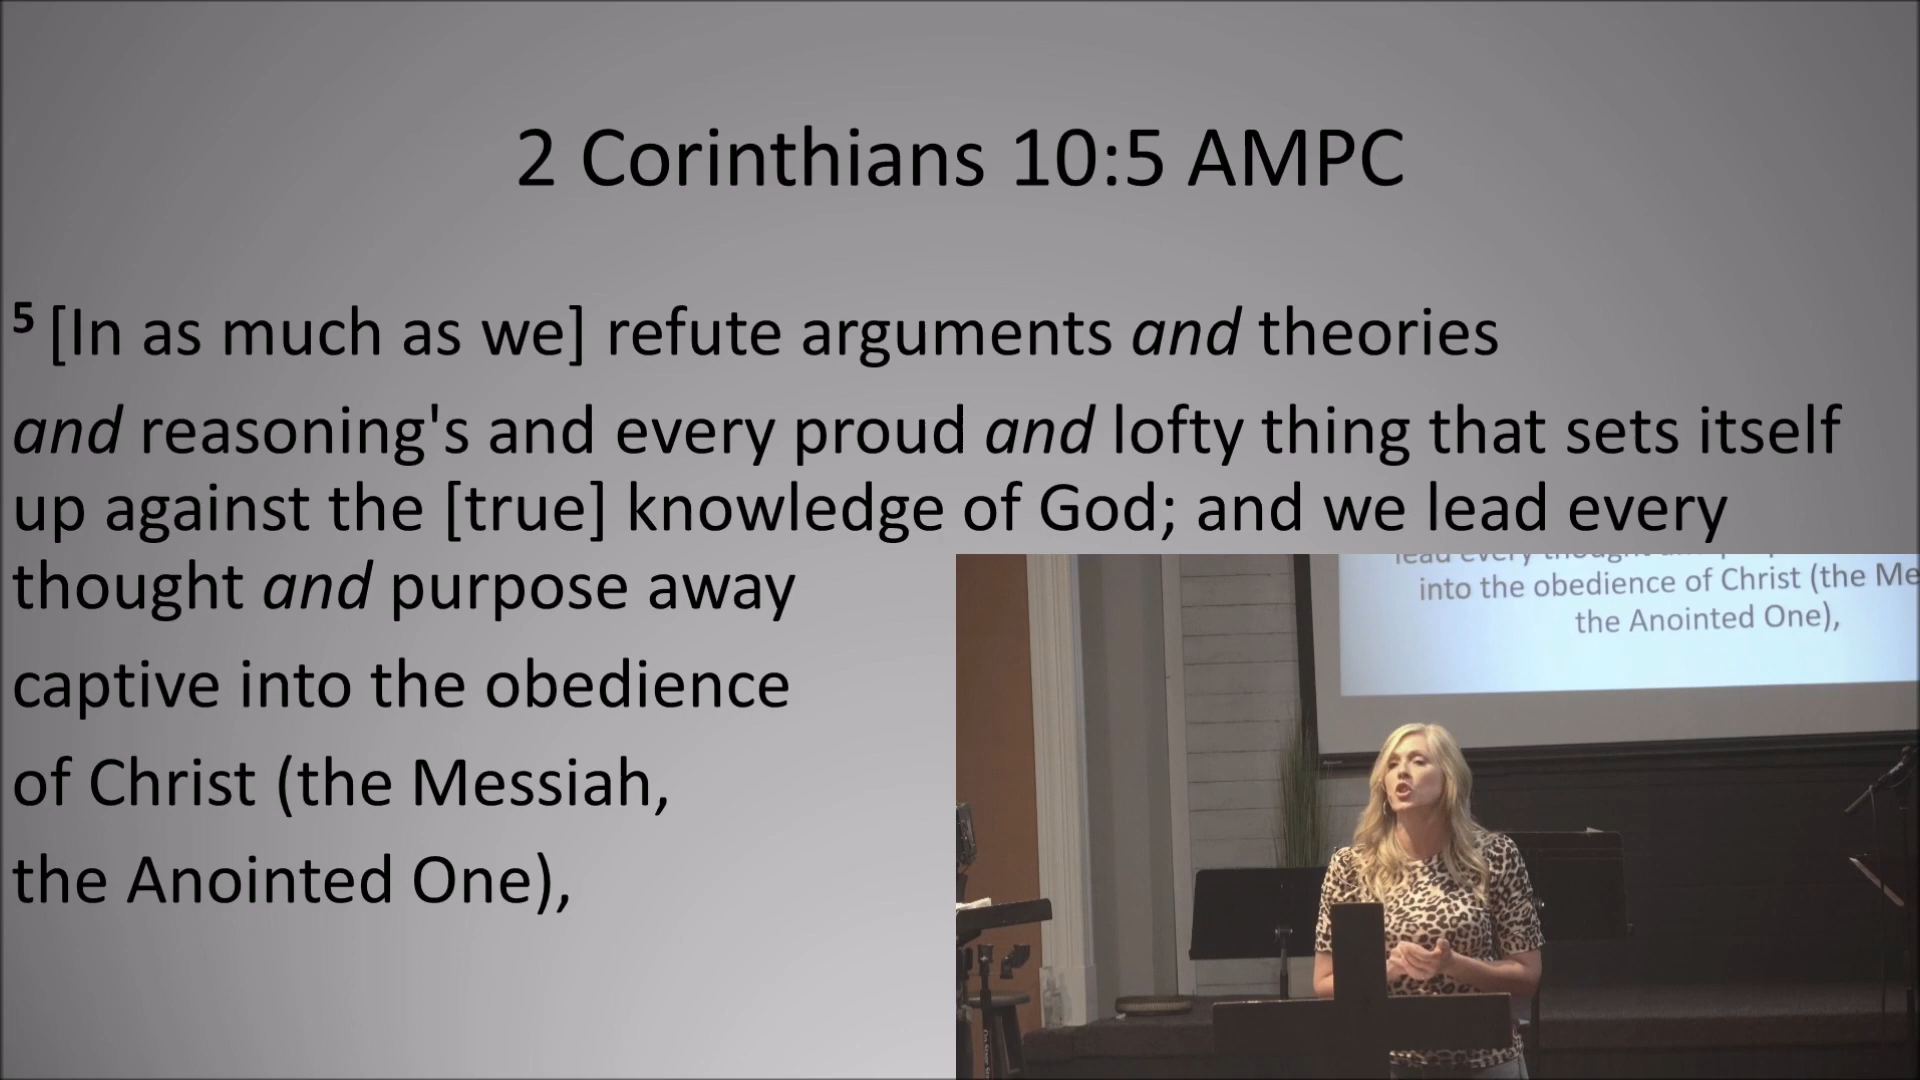 2 Corinthians 10:5 AMPC
5 [In as much as we] refute arguments and theories
and reasoning's and every proud and lofty thing that sets itself
up against the [true] knowledge of God; and we lead every
thought and purpose away
captive into the obedience
of Christ (the Messiah,
the Anointed One),
lead every thought
into the obedience of Christ (the Me
the Anointed One),